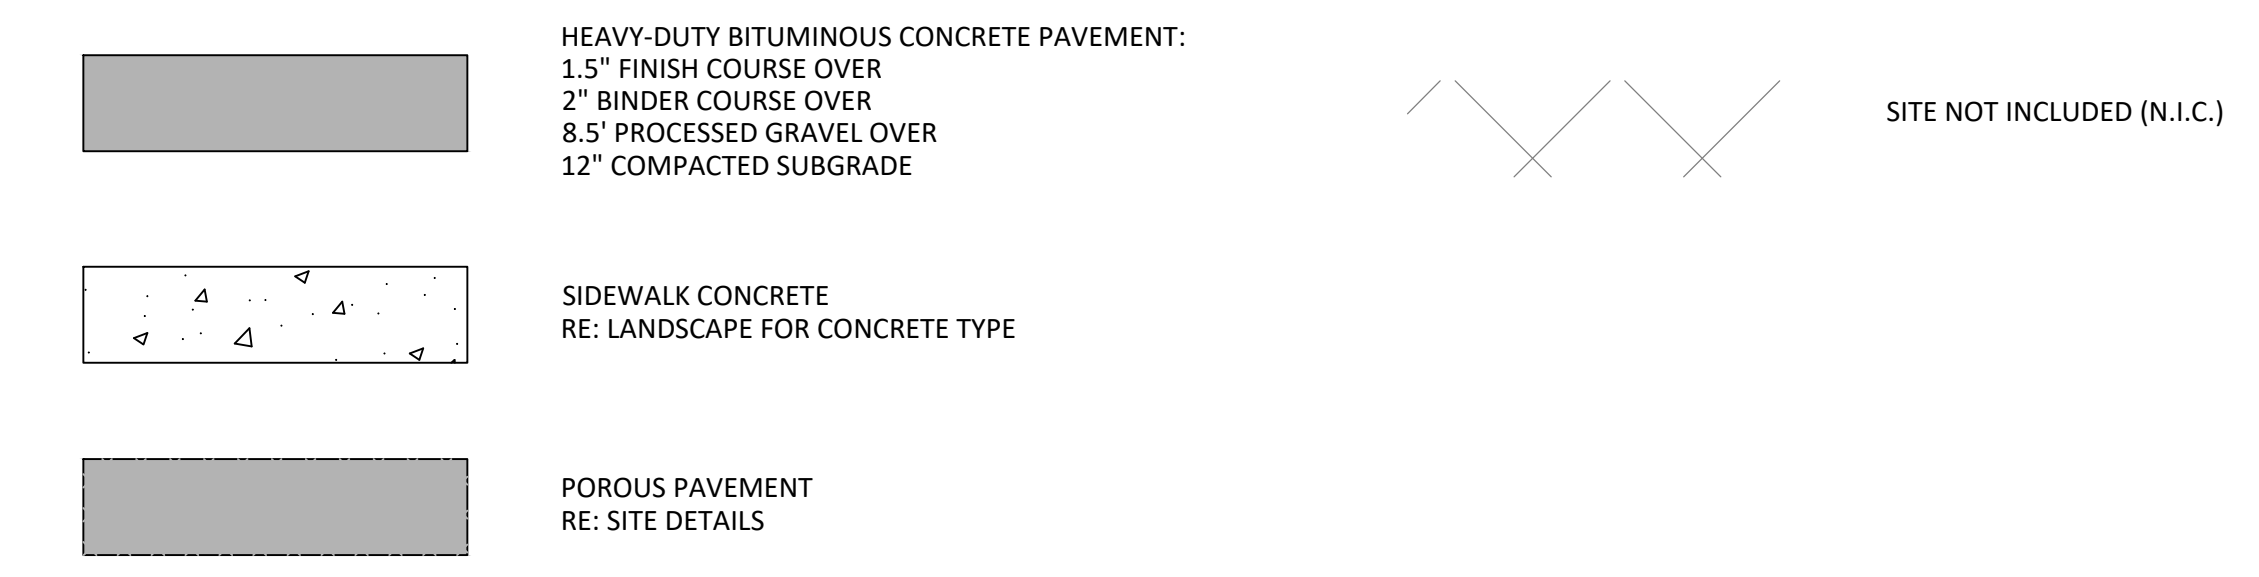 HEAVY-DUTY BITUMINOUS CONCRETE PAVEMENT:
1.5" FINISH COURSE OVER
2" BINDER COURSE OVER
8.5' PROCESSED GRAVEL OVER
12" COMPACTED SUBGRADE
SITE NOT INCLUDED (N.I.C.)
SIDEWALK CONCRETE
RE: LANDSCAPE FOR CONCRETE TYPE
POROUS PAVEMENT
RE: SITE DETAILS